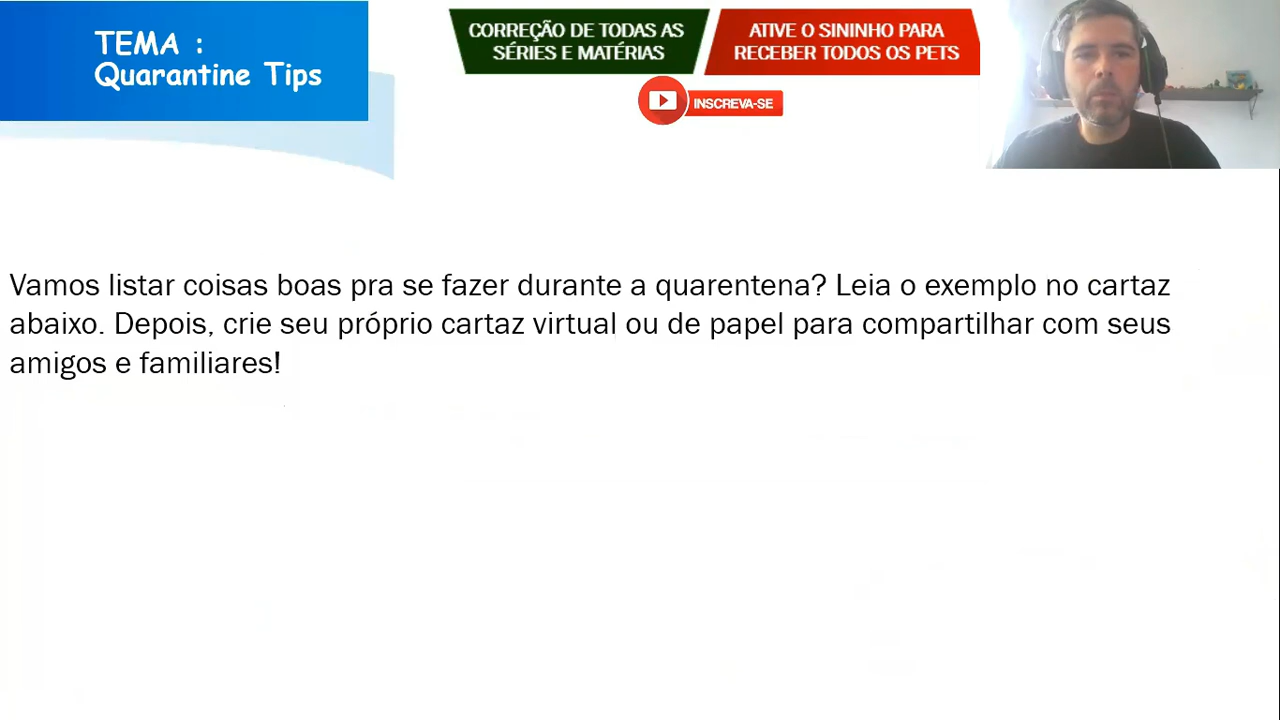 TEMA :
Quarantine Tips
CORREÇÃO DE TODAS AS
SÉRIES E MATÉRIAS
ATIVE O SININHO PARA
RECEBER TODOS OS PETS
INSCREVA-SE
Vamos listar coisas boas pra se fazer durante a quarentena? Leia o exemplo no cartaz
abaixo. Depois, crie seu próprio cartaz virtual ou de papel para compartilhar com seus
amigos e familiares!